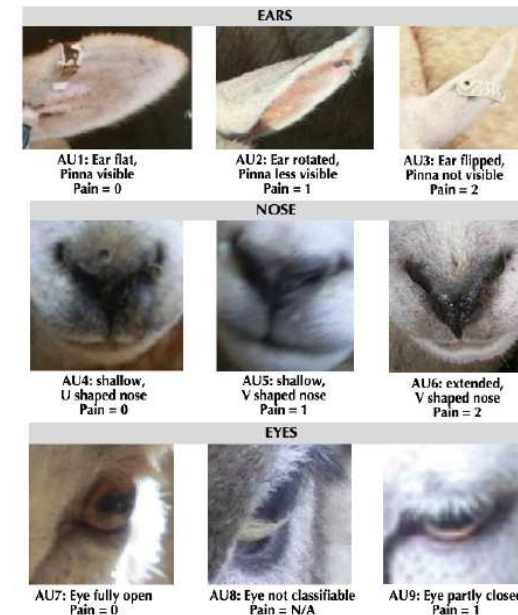 EARS
AU1: Ear flat,
Pinna visible
Pain = 0
AU2: Ear rotated,
Pinna less visible
Pain = 1
AU3: Ear flipped,
Pinna not visible
Pain = 2
NOSE
AU4: shallow,
U shaped nose
Pain = 0
AU5: shallow,
V shaped nose
Pain = 1
AU6: extended,
V shaped nose
Pain = 2
EYES
AU7: Eye fully open
Pain = 0
AU8: Eye not classifiable
Pain = N/A
AU9: Eye partly closed
Pain = 1